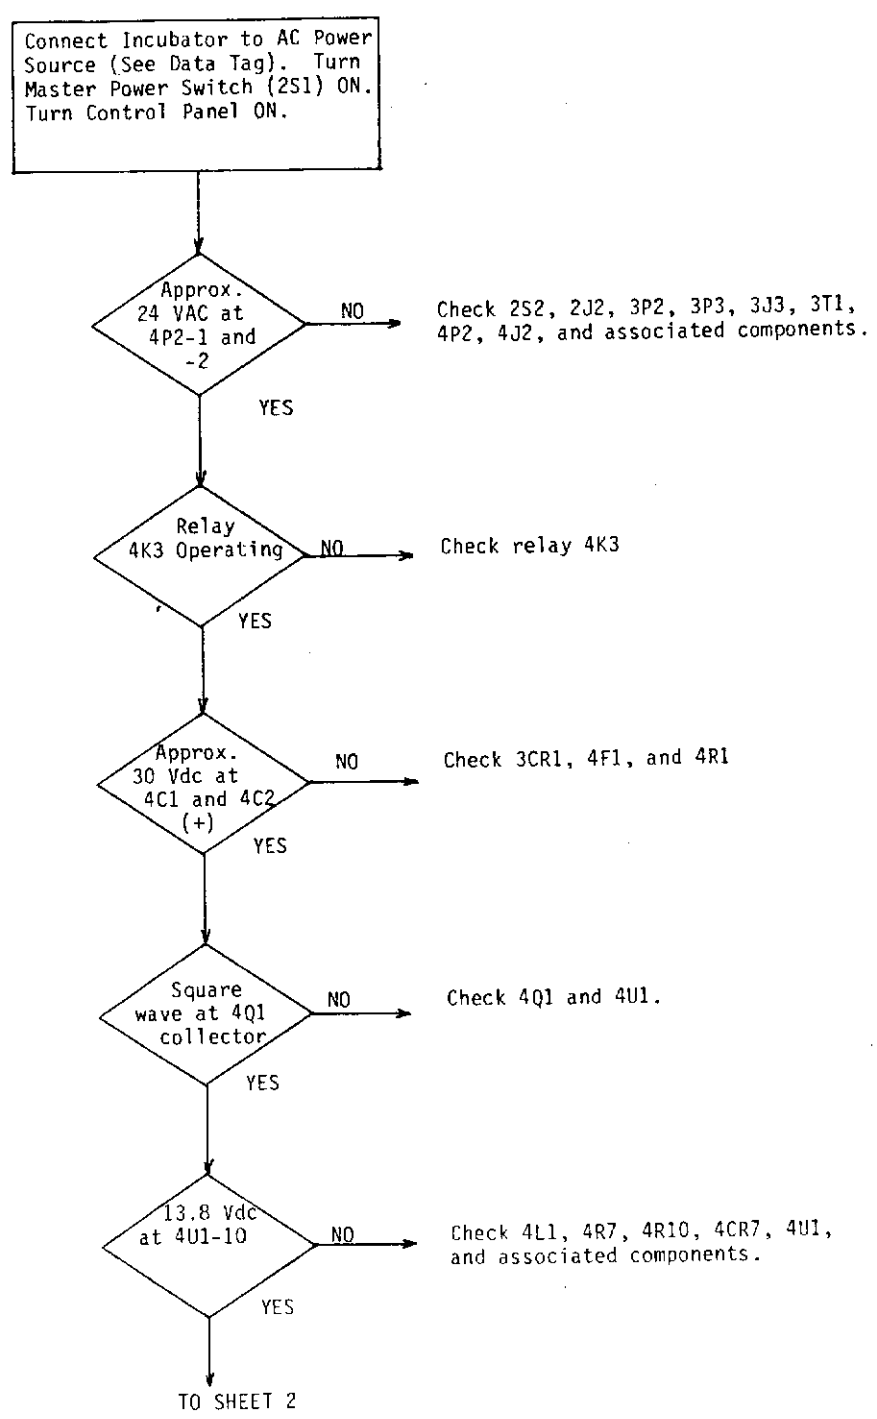 Connect Incubator to AC Power
Source (See Data Tag). Turn
Master Power Switch (2S1) ON.
Turn Control Panel ON.
Approx.
24 VAC at
4P2-1 and
-2
NO
Check 2S2, 2J2, 3P2, 3P3, 3J3, 3T1,
4P2, 4J2, and associated components.
YES
Relay
4K3 Operating
NO
Check relay 4K3
YES
Approx.
30 Vdc at
4C1 and 4C2
(+)
NO
Check 3CR1, 4F1, and 4R1
YES
Square
wave at 4Q1
collector
NO
Check 4Q1 and 4U1.
YES
13.8 Vdc
at 4U1-10
NO
Check 4L1, 4R7, 4R10, 4CR7, 4U1,
and associated components.
YES
TO SHEET 2